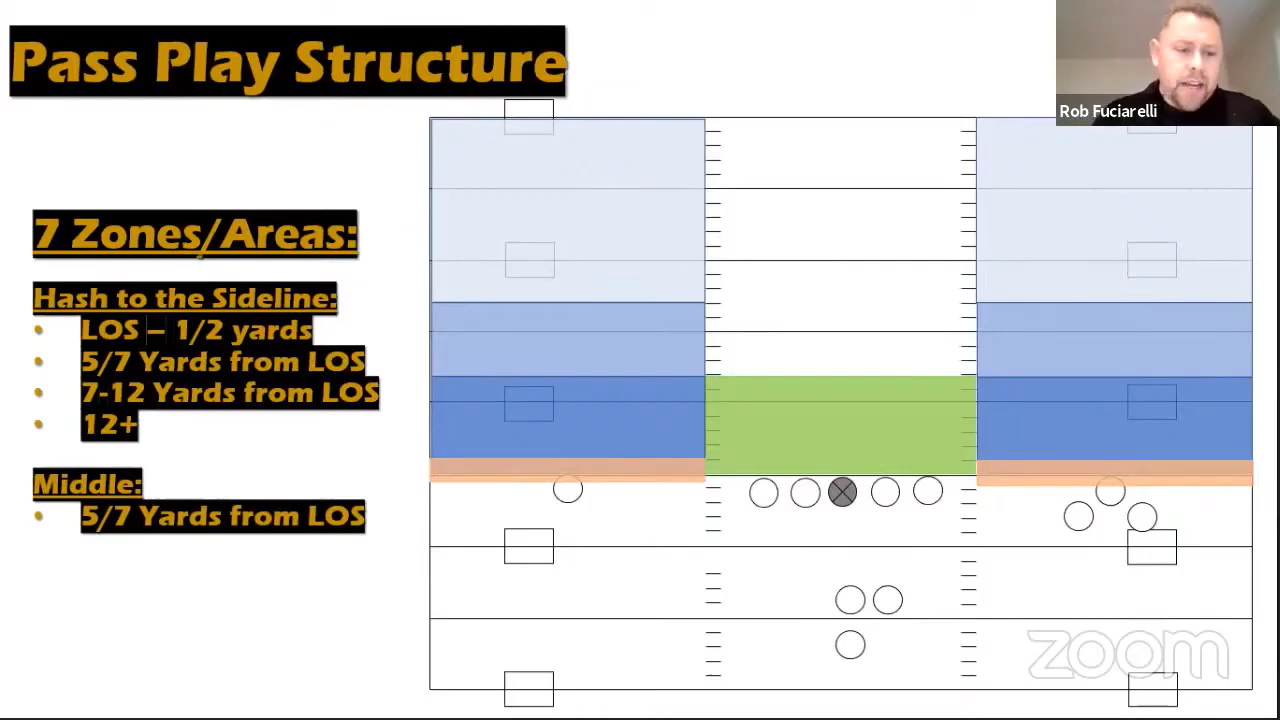 Pass Play Structure
Rob Fuciarelli
7 Zones/Areas:
Hash to the Sideline:
• LOS – 1/2 yards
• 5/7 Yards from LOS
• 7-12 Yards from LOS
• 12+
Middle:
• 5/7 Yards from LOS
zoom